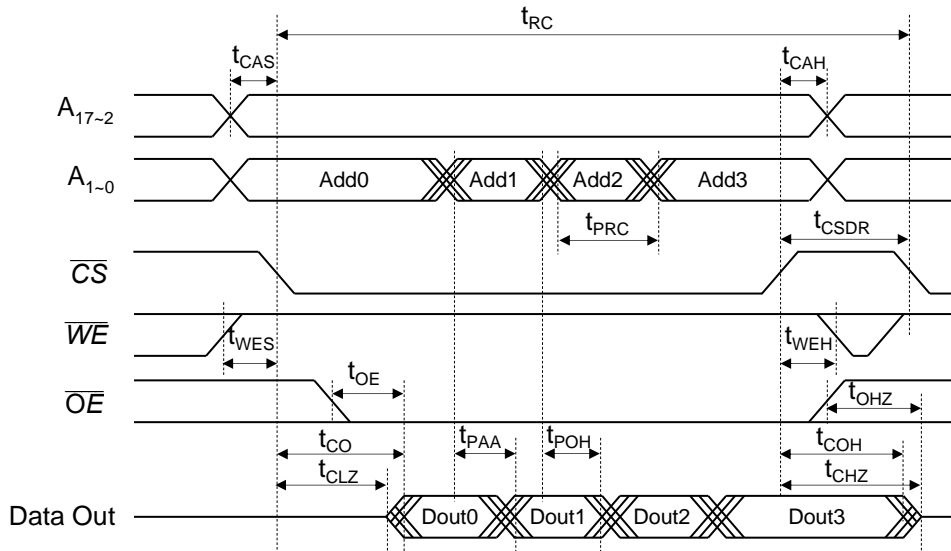 tRC
tCAS tCAH
A17~2
A1~0 Add0 Add1 Add2 Add3
tPRC tCSDR
CS
WE
tWES tWEH
OE tOE tOHZ
tCO tPAA tPOH tCOH
tCLZ tCHZ
Data Out Dout0 Dout1 Dout2 Dout3